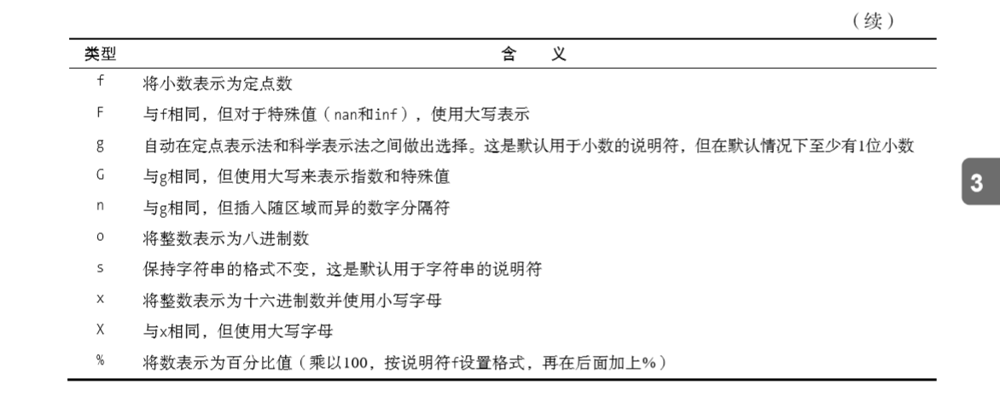 （续）
类型 含 义
f 将小数表示为定点数
F 与f相同，但对于特殊值（nan和inf），使用大写表示
g 自动在定点表示法和科学表示法之间做出选择。这是默认用于小数的说明符，但在默认情况下至少有1位小数
G 与g相同，但使用大写来表示指数和特殊值
3
n 与g相同，但插入随区域而异的数字分隔符
o 将整数表示为八进制数
s 保持字符串的格式不变，这是默认用于字符串的说明符
x 将整数表示为十六进制数并使用小写字母
X 与x相同，但使用大写字母
% 将数表示为百分比值（乘以100，按说明符f设置格式，再在后面加上%）